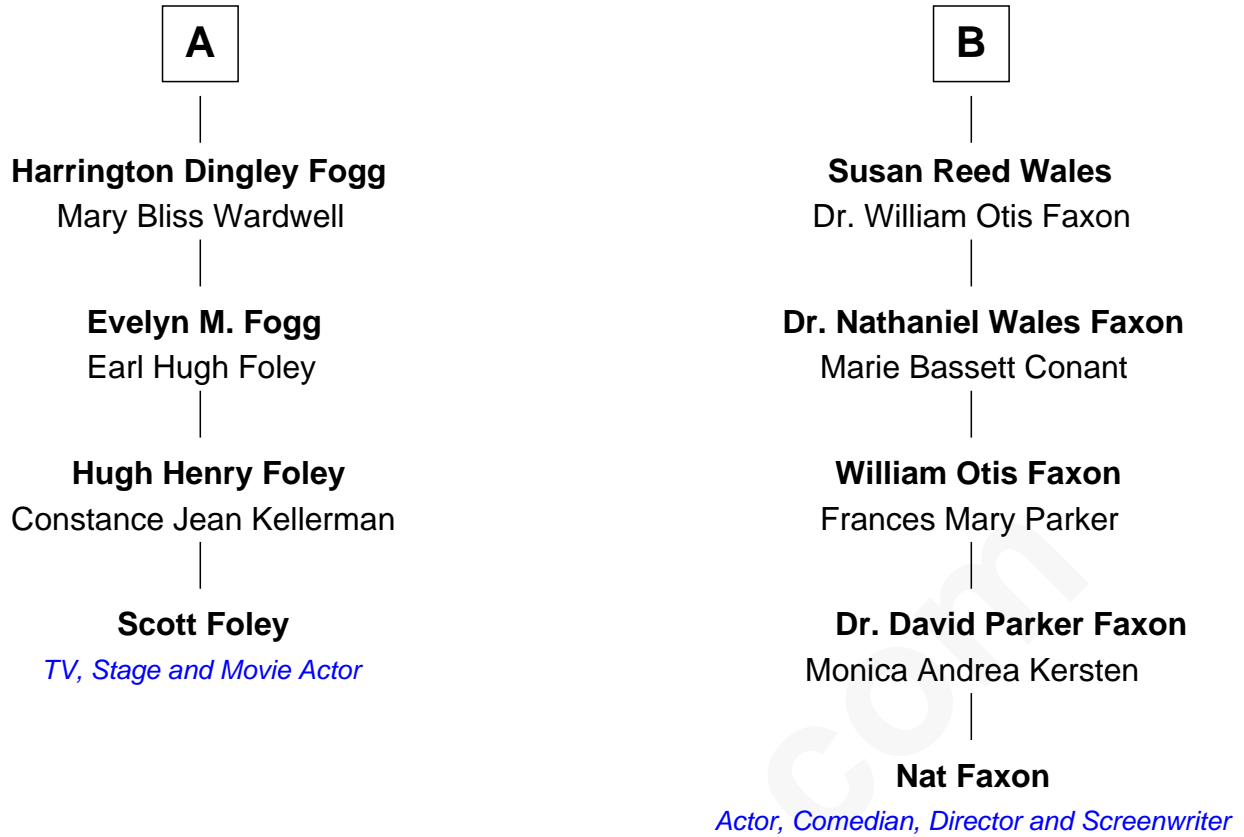 A
Harrington Dingley Fogg
Mary Bliss Wardwell
Evelyn M. Fogg
Earl Hugh Foley
Hugh Henry Foley
Constance Jean Kellerman
Scott Foley
TV, Stage and Movie Actor
B
Susan Reed Wales
Dr. William Otis Faxon
Dr. Nathaniel Wales Faxon
Marie Bassett Conant
William Otis Faxon
Frances Mary Parker
Dr. David Parker Faxon
Monica Andrea Kersten
Nat Faxon
Actor, Comedian, Director and Screenwriter
com